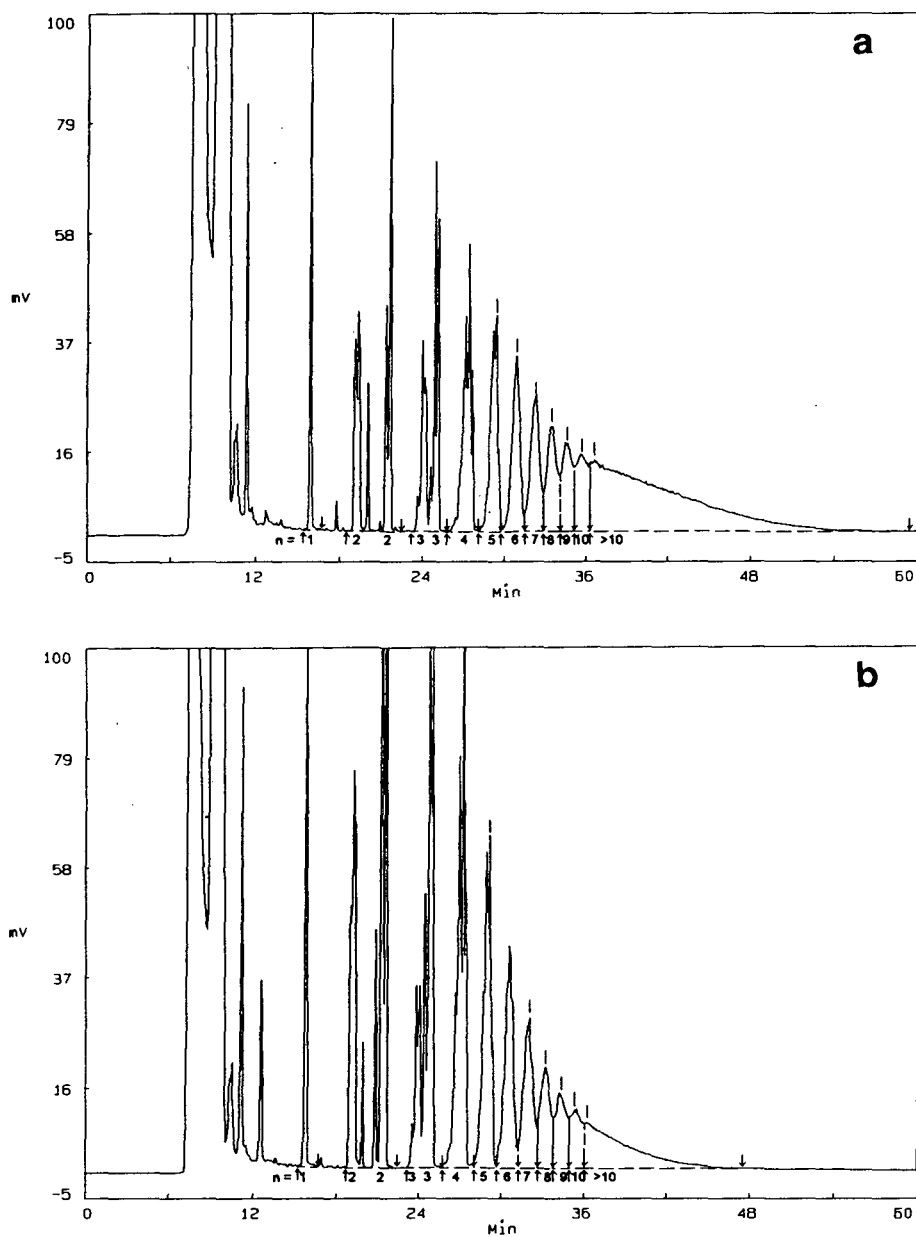 a
100
79
58
mV
37
16
-5
n = ↑1 ↓ ↑2 2 ↓ ↑3 3 ↓ 4 ↓ 5 ↓ 6 ↑7 ↑8 ↑9 ↑10 ↑ >10 ↓
0 12 24 36 48 60
Min
b
100
79
58
mV
37
16
-5
n = ↑1 ↓ ↑2 2 ↓ ↑3 3 ↓ 4 ↓ ↑5 ↓ ↑6 ↑7 ↑8 ↑9 ↑10 ↑ >10 ↓
0 12 24 36 48 60
Min